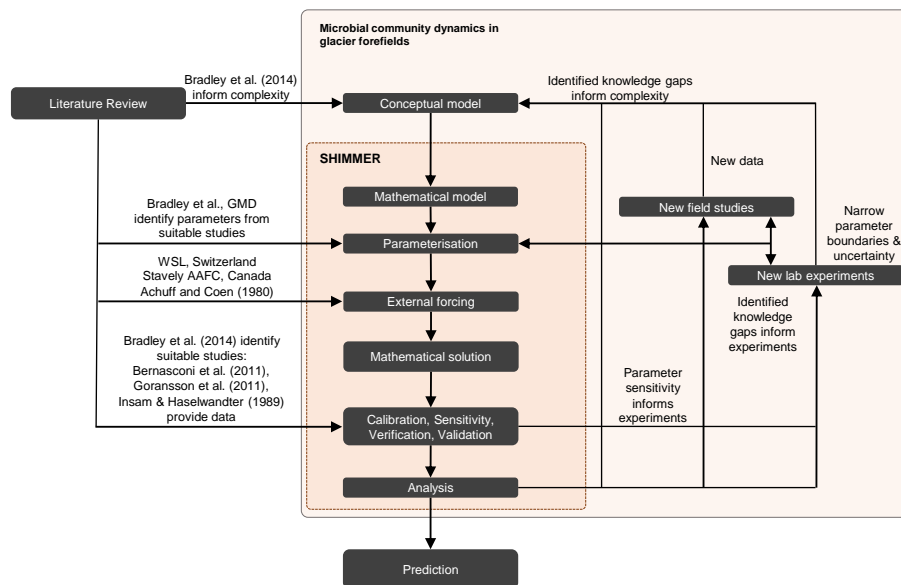 Microbial community dynamics in
glacier forefields
Bradley et al. (2014)
inform complexity
Identified knowledge gaps
inform complexity
Literature Review
Conceptual model
SHIMMER
New data
Mathematical model
New field studies
Bradley et al., GMD
identify parameters from
suitable studies
Parameterisation
Narrow
parameter
boundaries &
uncertainty
WSL, Switzerland
Stavely AAFC, Canada
Achuff and Coen (1980)
New lab experiments
External forcing
Identified
knowledge
gaps inform
experiments
Bradley et al. (2014) identify
suitable studies:
Bernasconi et al. (2011),
Goransson et al. (2011),
Insam & Haselwandter (1989)
provide data
Mathematical solution
Parameter
sensitivity
informs
experiments
Calibration, Sensitivity,
Verification, Validation
Analysis
Prediction